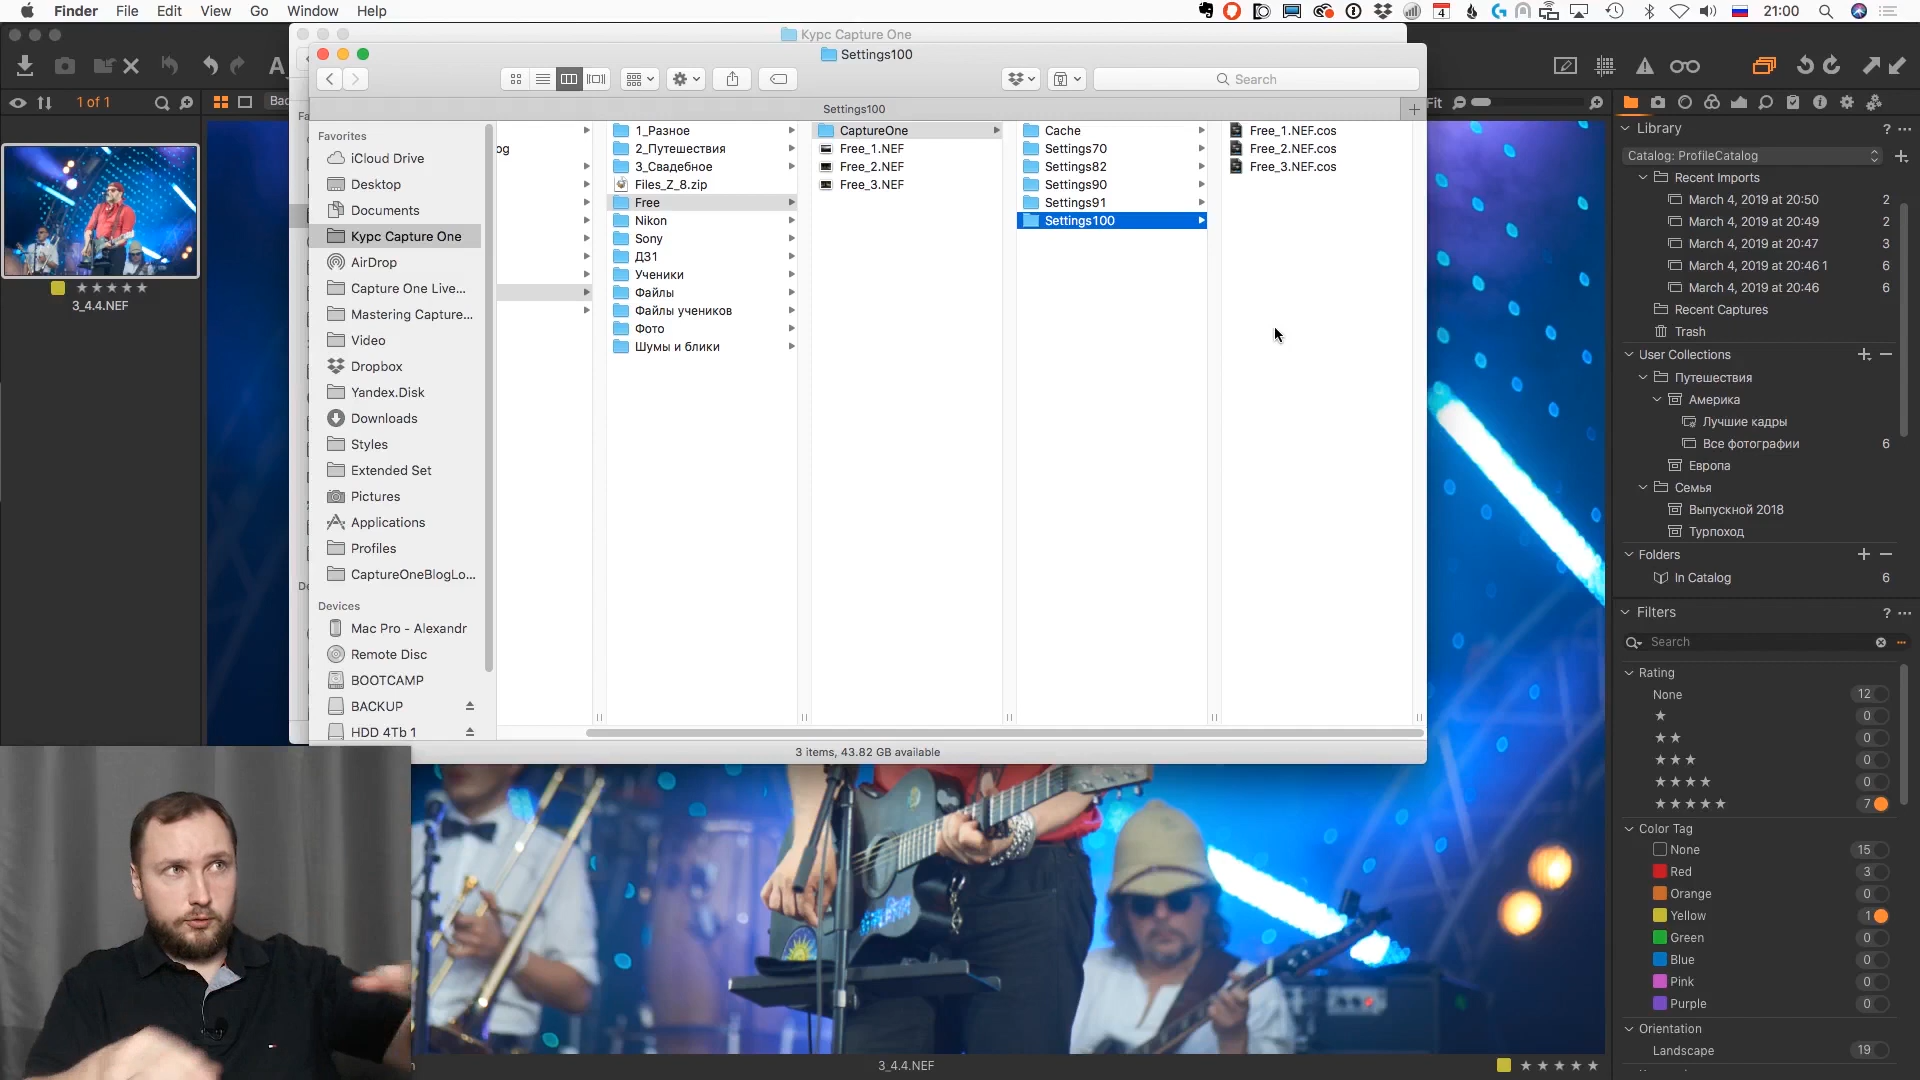 Finder File Edit View Go Window Help 4 21:00
Курс Capture One
Settings100
Search
Settings100
1 of 1
Fit
3_4.4.NEF
Favorites
iCloud Drive
Desktop
Documents
Курс Capture One
AirDrop
Capture One Live...
Mastering Capture...
Video
Dropbox
Yandex.Disk
Downloads
Styles
Extended Set
Pictures
Applications
Profiles
CaptureOneBlogLo...
Devices
Mac Pro - Alexandr
Remote Disc
BOOTCAMP
BACKUP
HDD 4Tb 1
og
1_Разное
2_Путешествия
3_Свадебное
Files_Z_8.zip
Free
Nikon
Sony
ДЗ1
Ученики
Файлы
Файлы учеников
Фото
Шумы и блики
CaptureOne
Free_1.NEF
Free_2.NEF
Free_3.NEF
Cache
Settings70
Settings82
Settings90
Settings91
Settings100
Free_1.NEF.cos
Free_2.NEF.cos
Free_3.NEF.cos
3 items, 43.82 GB available
Library ? ...
Catalog: ProfileCatalog
Recent Imports
March 4, 2019 at 20:50 2
March 4, 2019 at 20:49 2
March 4, 2019 at 20:47 3
March 4, 2019 at 20:46 1 6
March 4, 2019 at 20:46 6
Recent Captures
Trash
User Collections
Путешествия
Америка
Лучшие кадры
Все фотографии 6
Европа
Семья
Выпускной 2018
Турпоход
Folders
In Catalog 6
Filters ? ...
Search
Rating
None 12
★ 0
★ ★ 0
★ ★ ★ 0
★ ★ ★ ★ 0
★ ★ ★ ★ ★ 7
Color Tag
None 15
Red 3
Orange 0
Yellow 1
Green 0
Blue 0
Pink 0
Purple 0
Orientation
Landscape 19
3_4.4.NEF